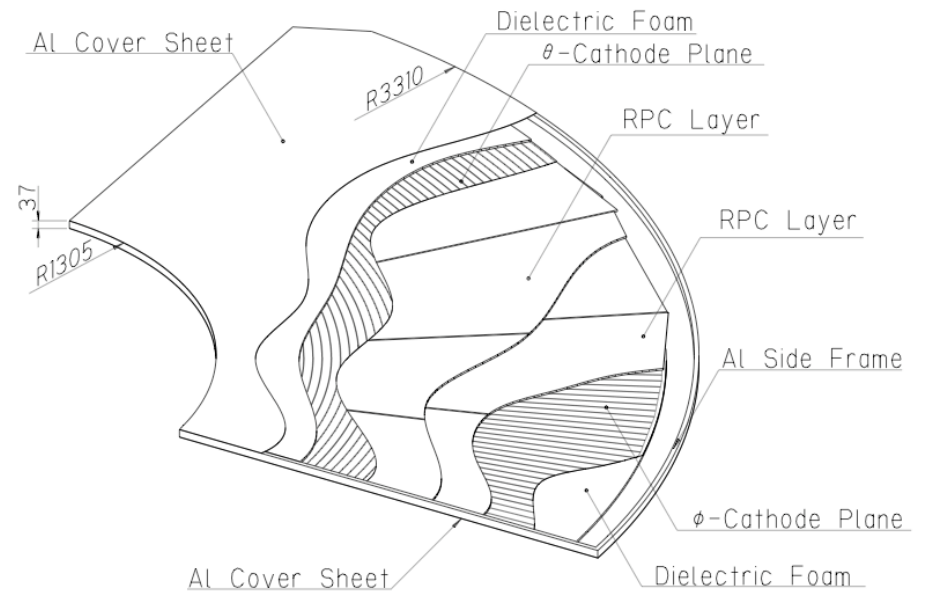 Dielectric Foam
Al Cover Sheet
θ-Cathode Plane
R3310
RPC Layer
37
RPC Layer
R1305
Al Side Frame
ϕ-Cathode Plane
Al Cover Sheet
Dielectric Foam